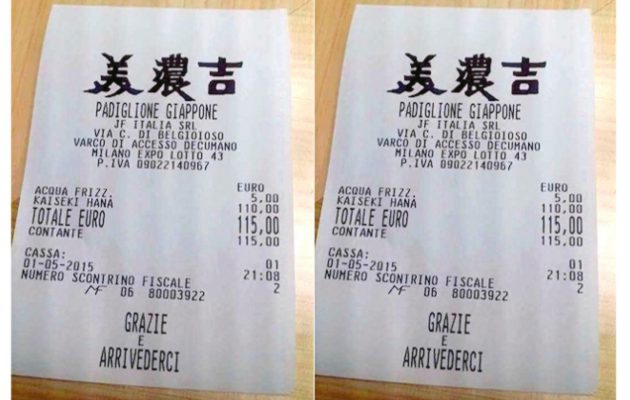 美濃吉
PADIGLIONE GIAPPONE
JF ITALIA SRL
VIA C. DI BELGIOIOSO
VARCO DI ACCESSO DECUMANO
MILANO EXPO LOTTO 43
P.IVA 09022140967
EURO
ACQUA FRIZZ. 5,00
KAISEKI HANA 110,00
TOTALE EURO 115,00
CONTANTE 115,00
CASSA: 01
01-05-2015 21:08
NUMERO SCONTRINO FISCALE 2
MF 06 80003922
GRAZIE
E
ARRIVEDERCI
美濃吉
PADIGLIONE GIAPPONE
JF ITALIA SRL
VIA C. DI BELGIOIOSO
VARCO DI ACCESSO DECUMANO
MILANO EXPO LOTTO 43
P.IVA 09022140967
EURO
ACQUA FRIZZ. 5,00
KAISEKI HANA 110,00
TOTALE EURO 115,00
CONTANTE 115,00
CASSA: 01
01-05-2015 21:08
NUMERO SCONTRINO FISCALE 2
MF 06 80003922
GRAZIE
E
ARRIVEDERCI